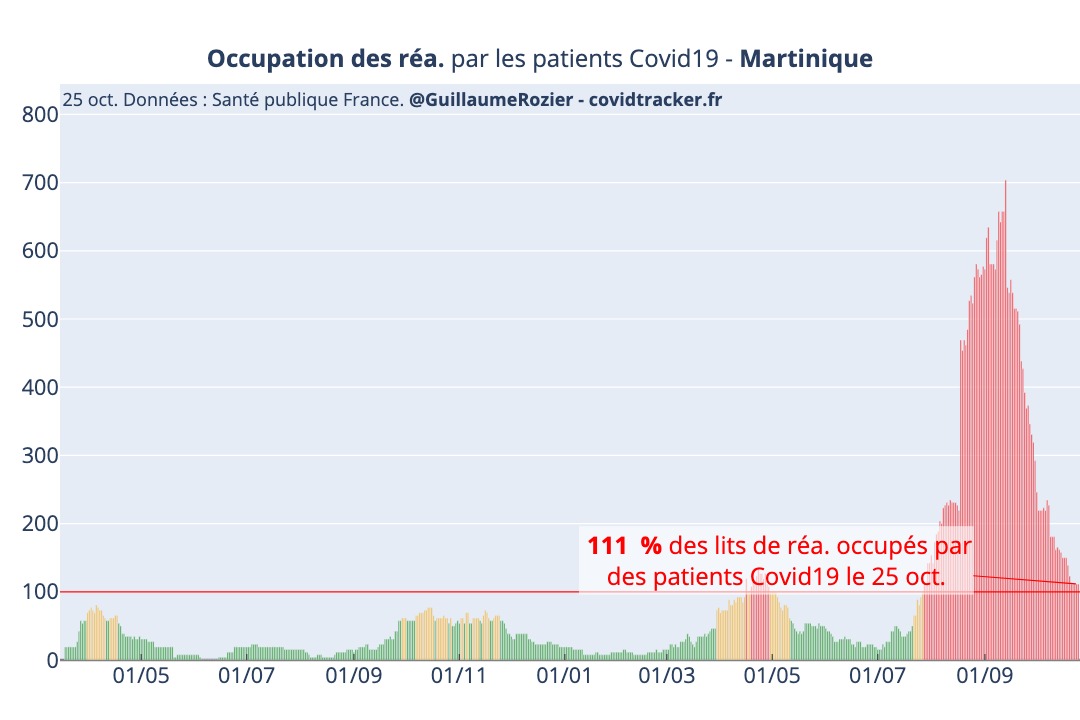 Occupation des réa. par les patients Covid19 - Martinique
25 oct. Données : Santé publique France. @GuillaumeRozier - covidtracker.fr
800
700
600
500
400
300
200
111 % des lits de réa. occupés par
des patients Covid19 le 25 oct.
100
0
01/05 01/07 01/09 01/11 01/01 01/03 01/05 01/07 01/09